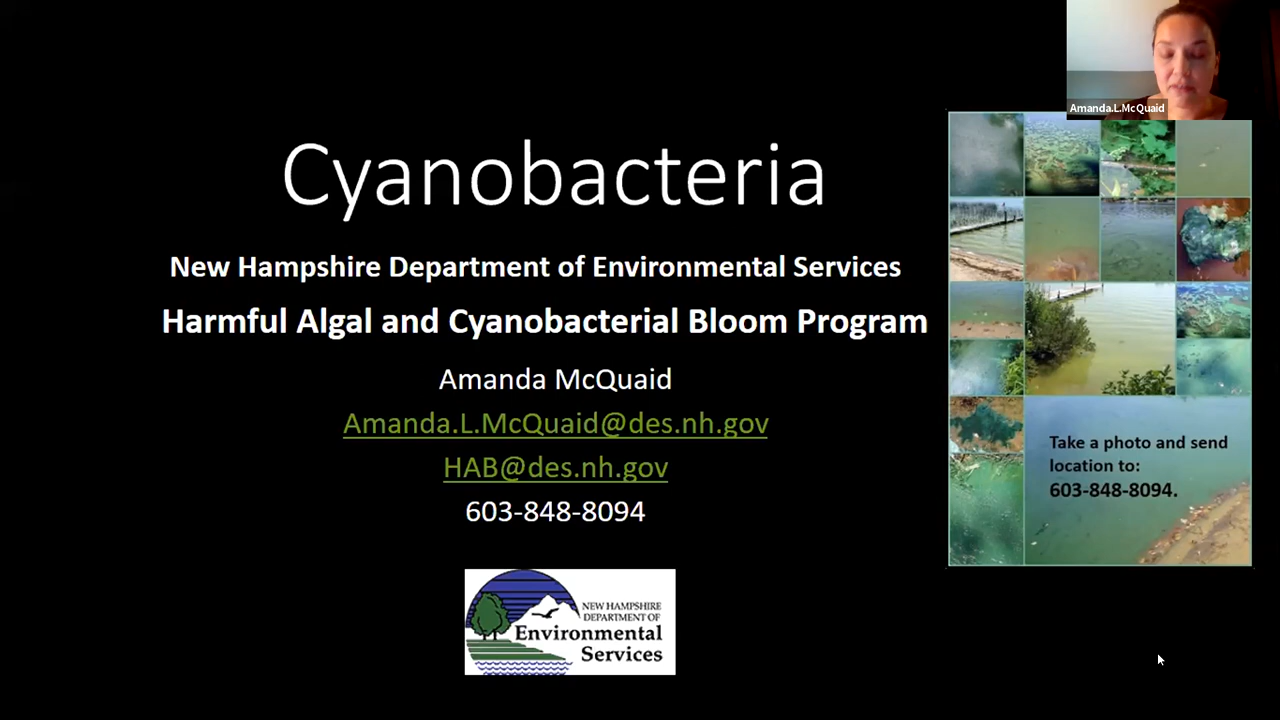 Amanda.L.McQuaid
Cyanobacteria
New Hampshire Department of Environmental Services
Harmful Algal and Cyanobacterial Bloom Program
Amanda McQuaid
Amanda.L.McQuaid@des.nh.gov
HAB@des.nh.gov
603-848-8094
Take a photo and send
location to:
603-848-8094.
NEW HAMPSHIRE
DEPARTMENT OF
Environmental
Services